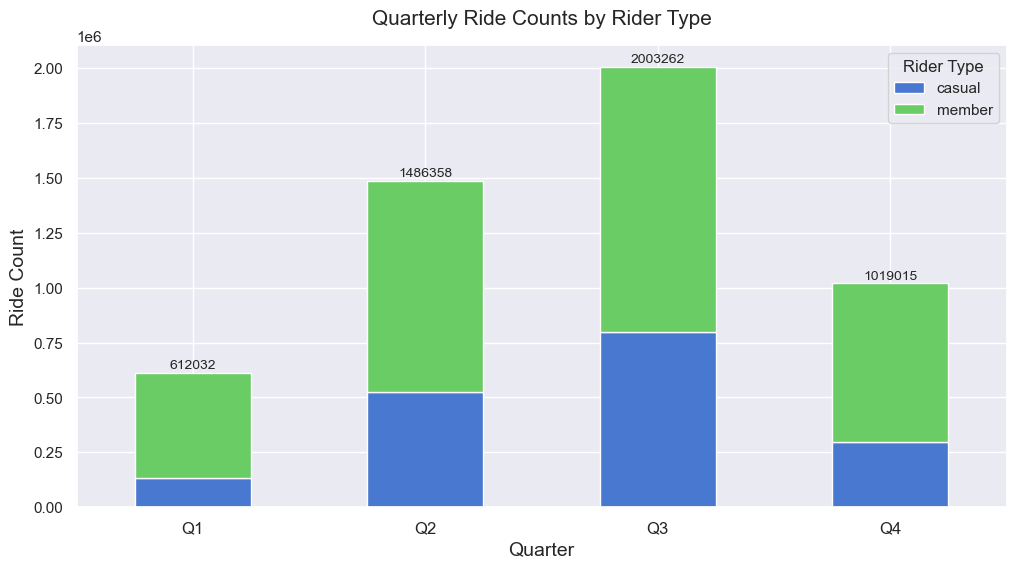 Quarterly Ride Counts by Rider Type
1e6
2.00
1.75
1.50
1.25
1.00
0.75
0.50
0.25
0.00
Ride Count
612032
1486358
2003262
1019015
Rider Type
casual
member
Q1
Q2
Q3
Q4
Quarter